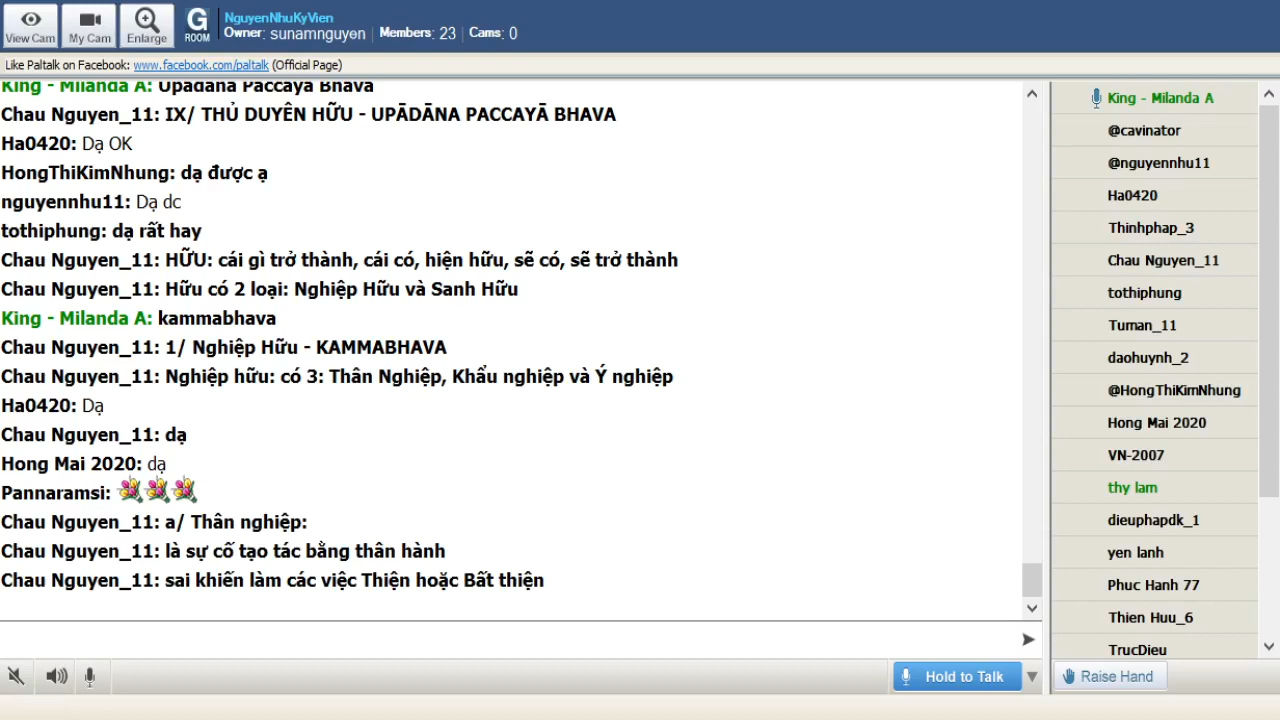 View Cam
My Cam
Enlarge
G
ROOM
NguyenNhuKyVien
Owner: sunamnguyen | Members: 23 | Cams: 0
Like Paltalk on Facebook: www.facebook.com/paltalk (Official Page)
King - Milanda A: Upadana Paccaya Bhava
Chau Nguyen_11: IX/ THỦ DUYÊN HỮU - UPĀDĀNA PACCAYĀ BHAVA
Ha0420: Dạ OK
HongThiKimNhung: dạ được ạ
nguyennhu11: Dạ dc
tothiphung: dạ rất hay
Chau Nguyen_11: HỮU: cái gì trở thành, cái có, hiện hữu, sẽ có, sẽ trở thành
Chau Nguyen_11: Hữu có 2 loại: Nghiệp Hữu và Sanh Hữu
King - Milanda A: kammabhava
Chau Nguyen_11: 1/ Nghiệp Hữu - KAMMABHAVA
Chau Nguyen_11: Nghiệp hữu: có 3: Thân Nghiệp, Khẩu nghiệp và Ý nghiệp
Ha0420: Dạ
Chau Nguyen_11: dạ
Hong Mai 2020: dạ
Pannaramsi:
Chau Nguyen_11: a/ Thân nghiệp:
Chau Nguyen_11: là sự cố tạo tác bằng thân hành
Chau Nguyen_11: sai khiến làm các việc Thiện hoặc Bất thiện
King - Milanda A
@cavinator
@nguyennhu11
Ha0420
Thinhphap_3
Chau Nguyen_11
tothiphung
Tuman_11
daohuynh_2
@HongThiKimNhung
Hong Mai 2020
VN-2007
thy lam
dieuphapdk_1
yen lanh
Phuc Hanh 77
Thien Huu_6
TrucDieu
Hold to Talk
Raise Hand